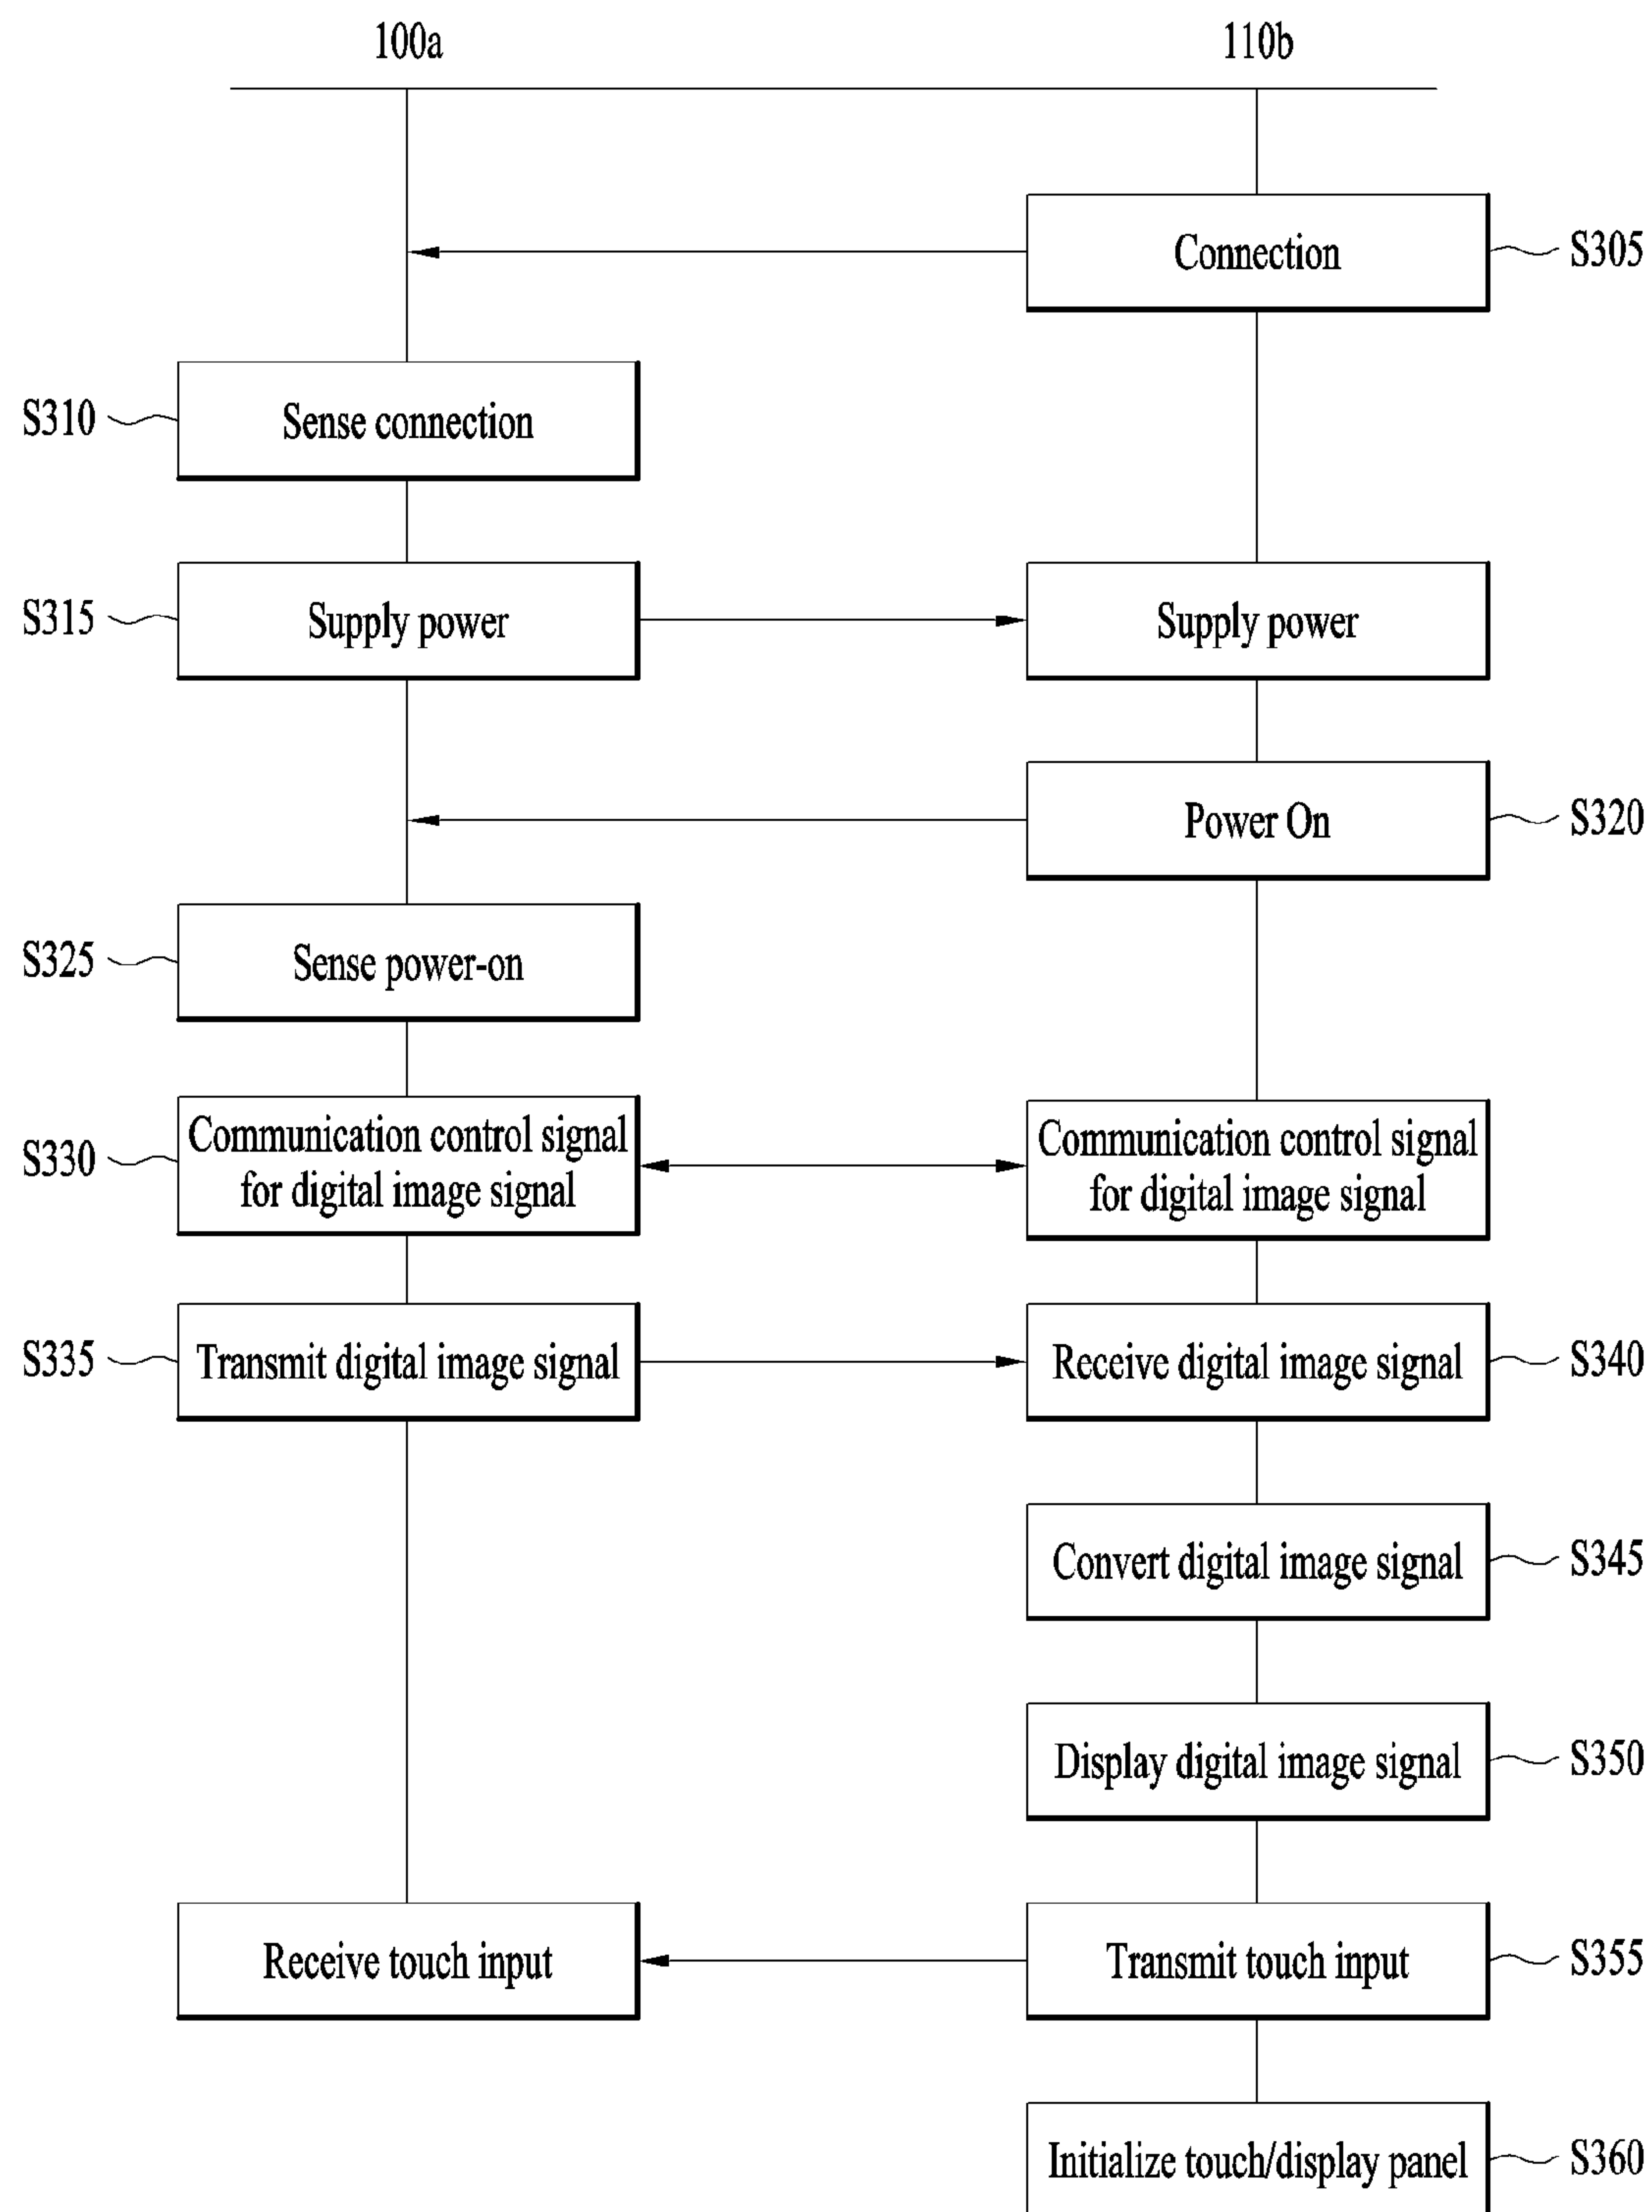 100a
110b
Connection
S305
S310
Sense connection
S315
Supply power
Supply power
Power On
S320
S325
Sense power-on
S330
Communication control signal
for digital image signal
Communication control signal
for digital image signal
S335
Transmit digital image signal
Receive digital image signal
S340
Convert digital image signal
S345
Display digital image signal
S350
Receive touch input
Transmit touch input
S355
Initialize touch/display panel
S360